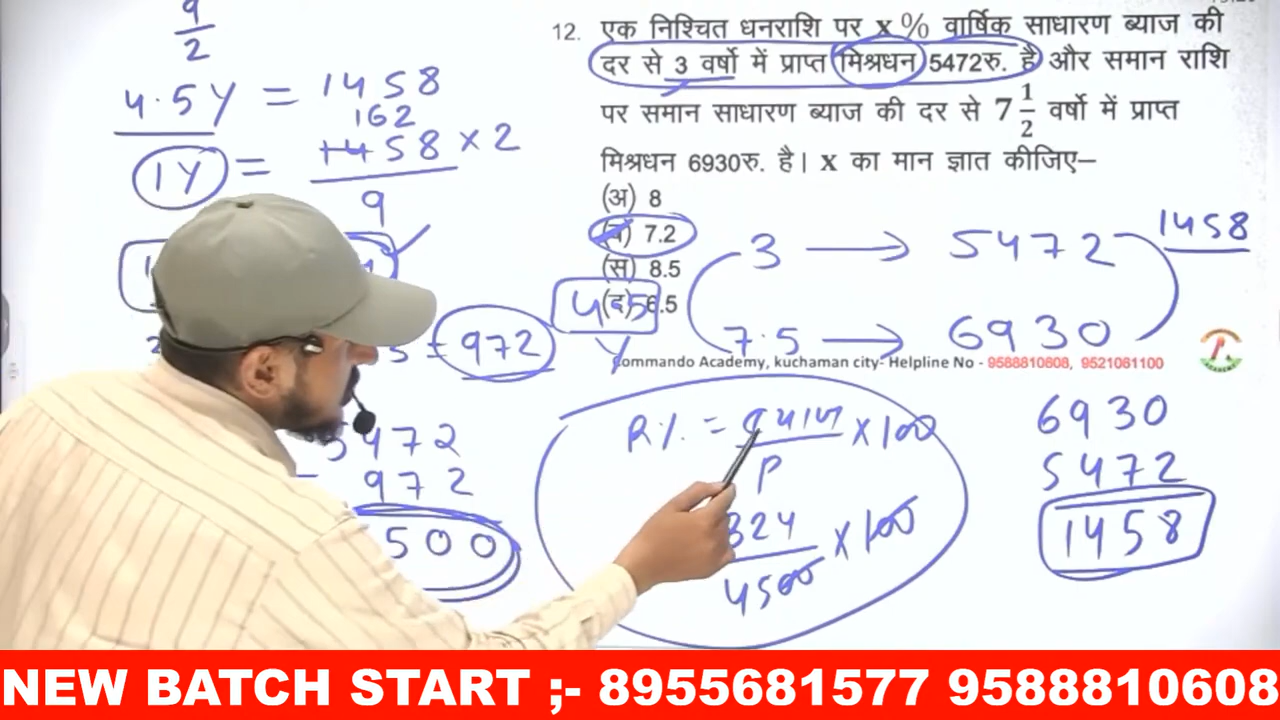 12. एक निश्चित धनराशि पर x % वार्षिक साधारण ब्याज की
दर से 3 वर्षो में प्राप्त मिश्रधन 5472रु. है और समान राशि
पर समान साधारण ब्याज की दर से 7 1/2 वर्षो में प्राप्त
मिश्रधन 6930रु. है। x का मान ज्ञात कीजिए–
(अ) 8
7.2
(स) 8.5
(द) 6.5
9/2
4.5Y = 1458
162
1Y = 1458 × 2
9
= 972
5472
972
500
3 → 5472
7.5 → 6930
1458
4.5
Y
Commando Academy, kuchaman city- Helpline No - 9588810608, 9521061100
ACADEMY
R% = ब्याज × 100
P
324 × 100
4500
6930
5472
1458
NEW BATCH START ;- 8955681577 9588810608